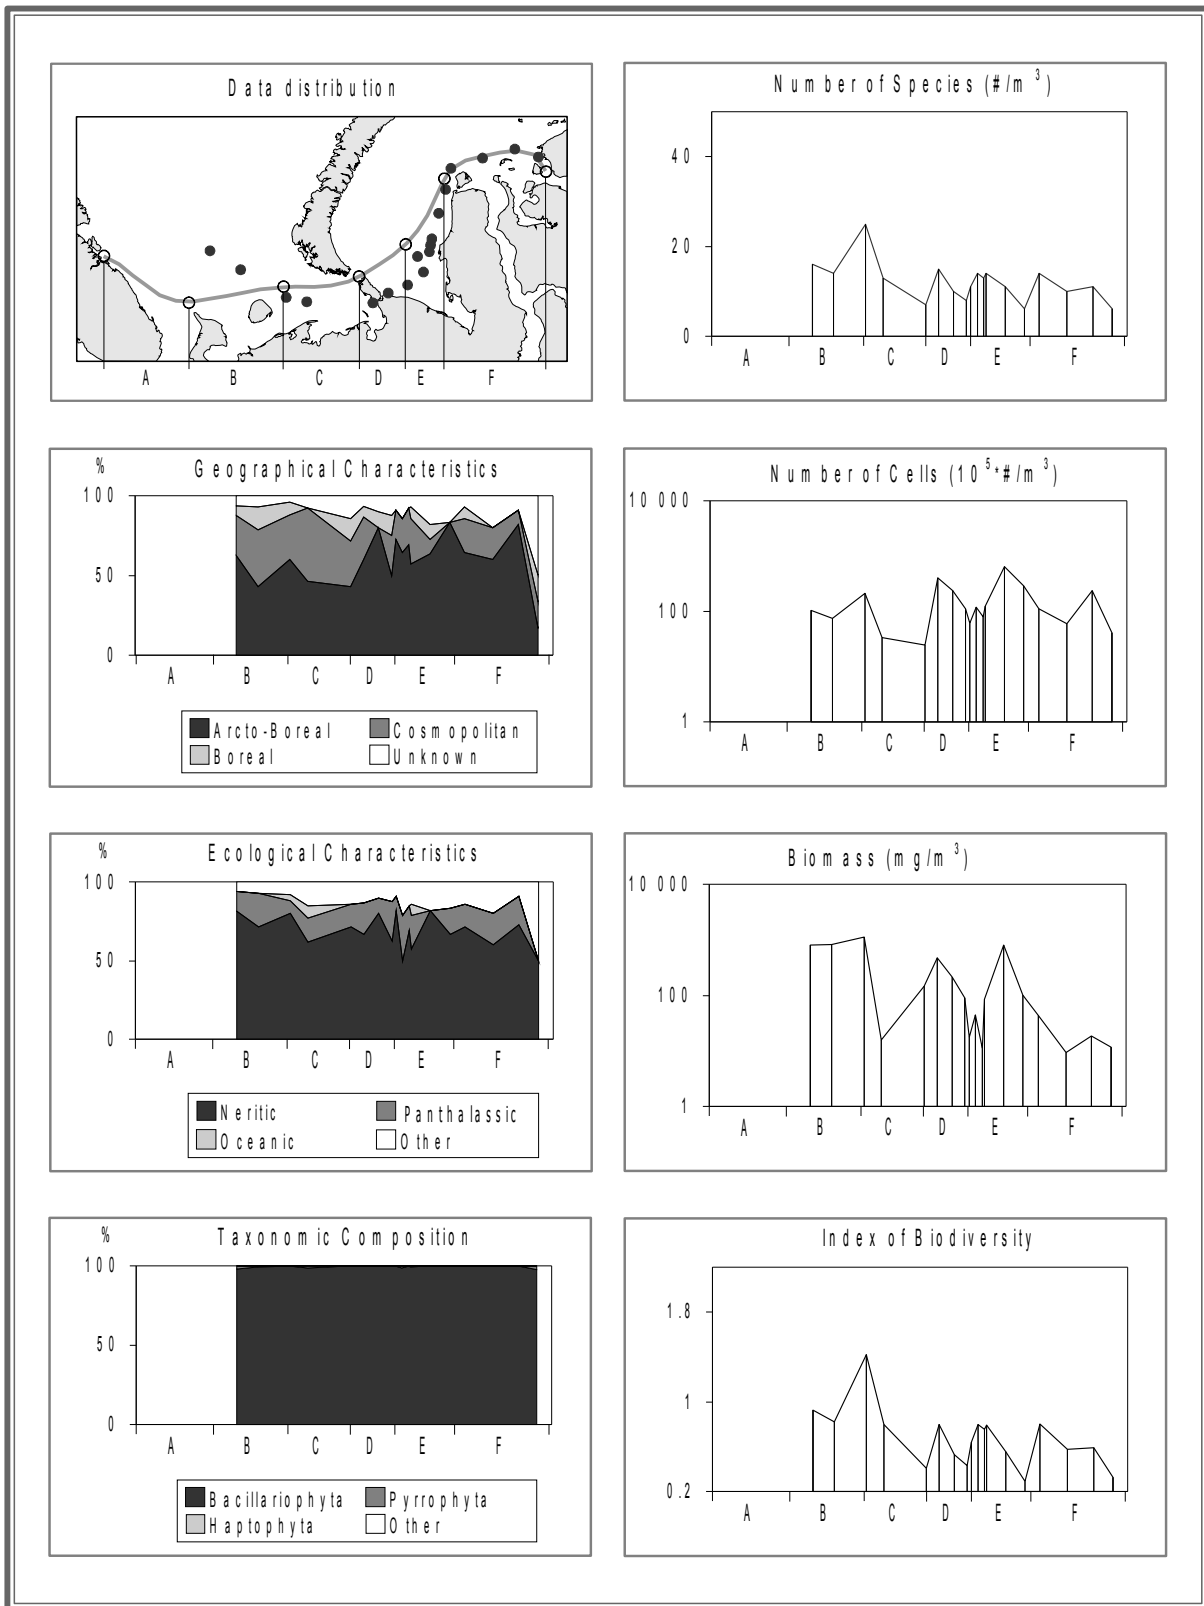 Data distribution
A B C D E F
Number of Species (#/m³)
40
20
0
A B C D E F
% Geographical Characteristics
100
50
0
A B C D E F
Arcto-Boreal Cosmopolitan
Boreal Unknown
Number of Cells (10⁵*#/m³)
10 000
100
1
A B C D E F
% Ecological Characteristics
100
50
0
A B C D E F
Neritic Panthalassic
Oceanic Other
Biomass (mg/m³)
10 000
100
1
A B C D E F
% Taxonomic Composition
100
50
0
A B C D E F
Bacillariophyta Pyrrophyta
Haptophyta Other
Index of Biodiversity
1.8
1
0.2
A B C D E F